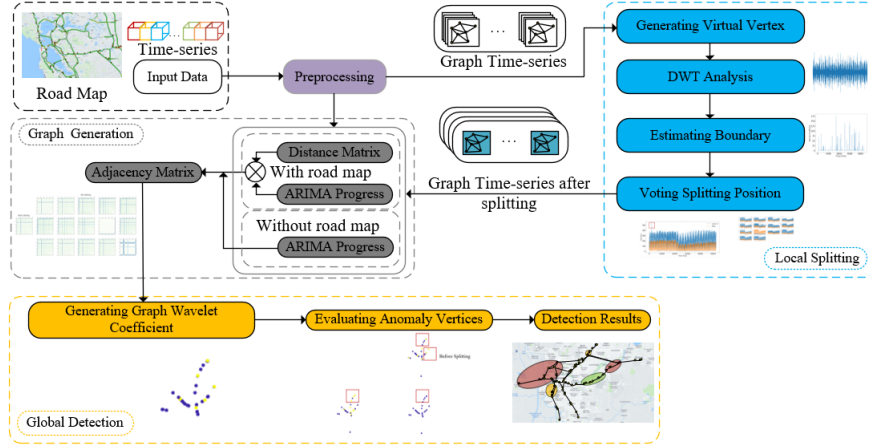 Time-series
Input Data
Road Map
Preprocessing
Graph Time-series
Generating Virtual Vertex
DWT Analysis
Estimating Boundary
Voting Splitting Position
Local Splitting
Graph Time-series after
splitting
Graph Generation
Distance Matrix
With road map
ARIMA Progress
Without road map
ARIMA Progress
Adjacency Matrix
Generating Graph Wavelet
Coefficient
Evaluating Anomaly Vertices
Detection Results
Before Splitting
Global Detection